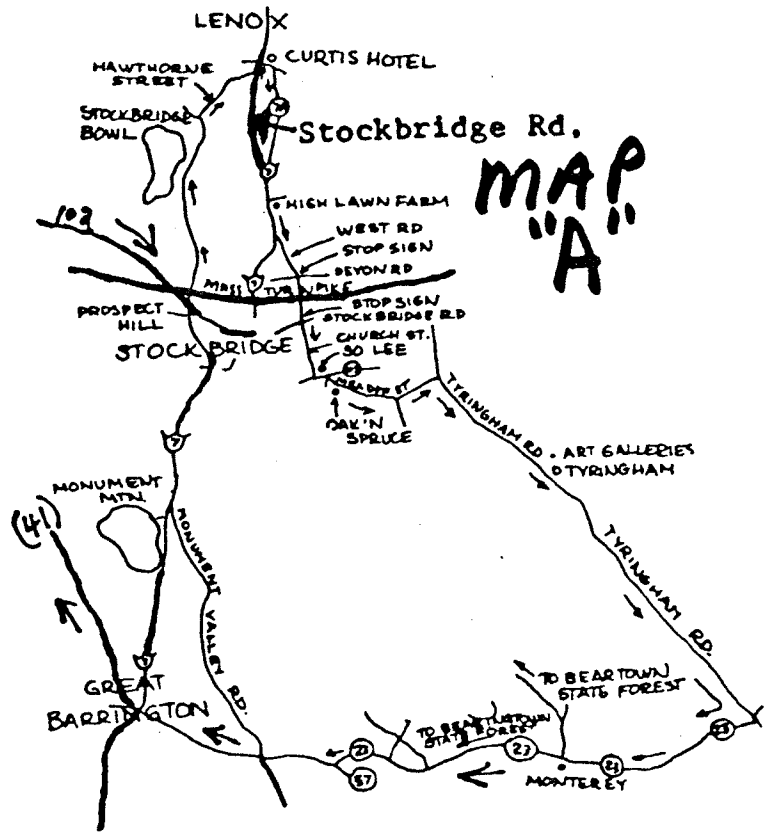 LENOX
CURTIS HOTEL
HAWTHORNE
STREET
STOCKBRIDGE
BOWL
Stockbridge Rd.
MAP
"A"
HIGH LAWN FARM
102
WEST RD
STOP SIGN
DEVON RD
MASS TURNPIKE
7
PROSPECT
HILL
STOP SIGN
STOCKBRIDGE RD
STOCKBRIDGE
CHURCH ST.
SO LEE
MEADOW ST
OAK 'N
SPRUCE
TYRINGHAM RD.
ART GALLERIES
TYRINGHAM
7
MONUMENT
MTN.
(41)
MONUMENT VALLEY RD.
TYRINGHAM RD.
7
GREAT
BARRINGTON
TO BEARTOWN
STATE FOREST
TO BEARTOWN
STATE FOREST
23
23
23
23
57
MONTEREY